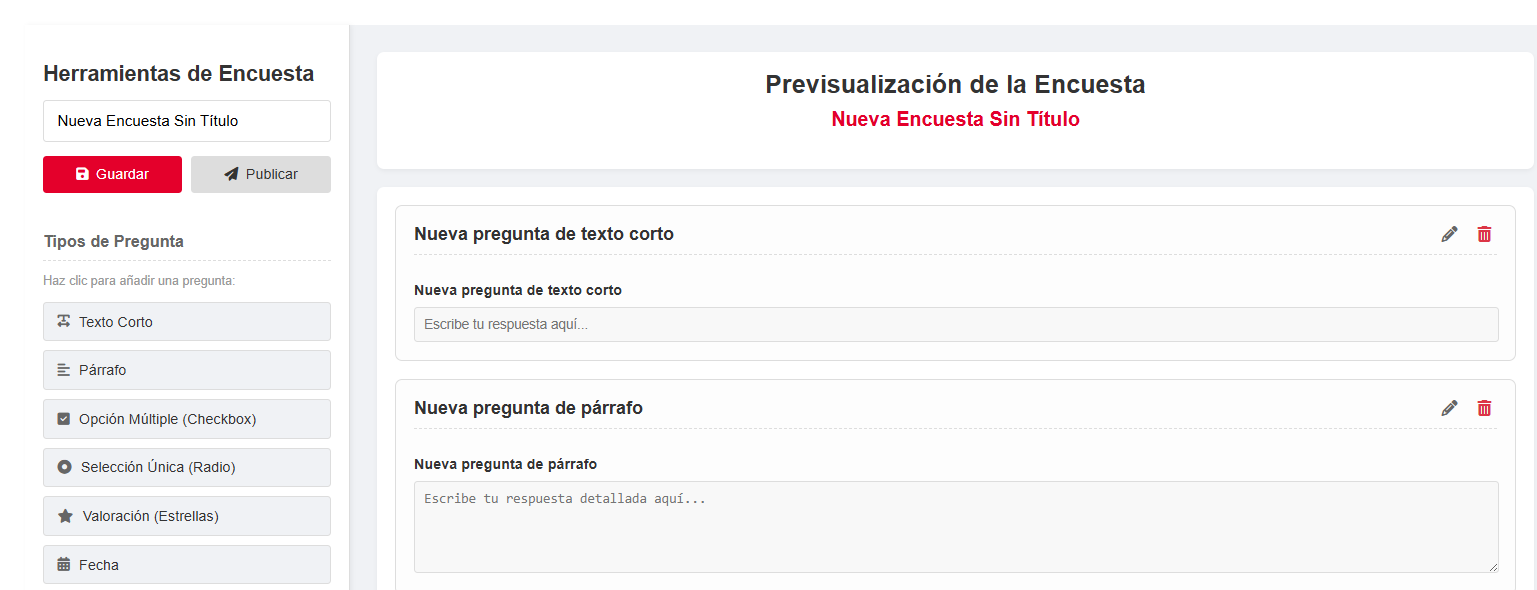 Herramientas de Encuesta
Nueva Encuesta Sin Título
Guardar
Publicar
Tipos de Pregunta
Haz clic para añadir una pregunta:
Texto Corto
Párrafo
Opción Múltiple (Checkbox)
Selección Única (Radio)
Valoración (Estrellas)
Fecha
Previsualización de la Encuesta
Nueva Encuesta Sin Título
Nueva pregunta de texto corto
Nueva pregunta de texto corto
Escribe tu respuesta aquí...
Nueva pregunta de párrafo
Nueva pregunta de párrafo
Escribe tu respuesta detallada aquí...